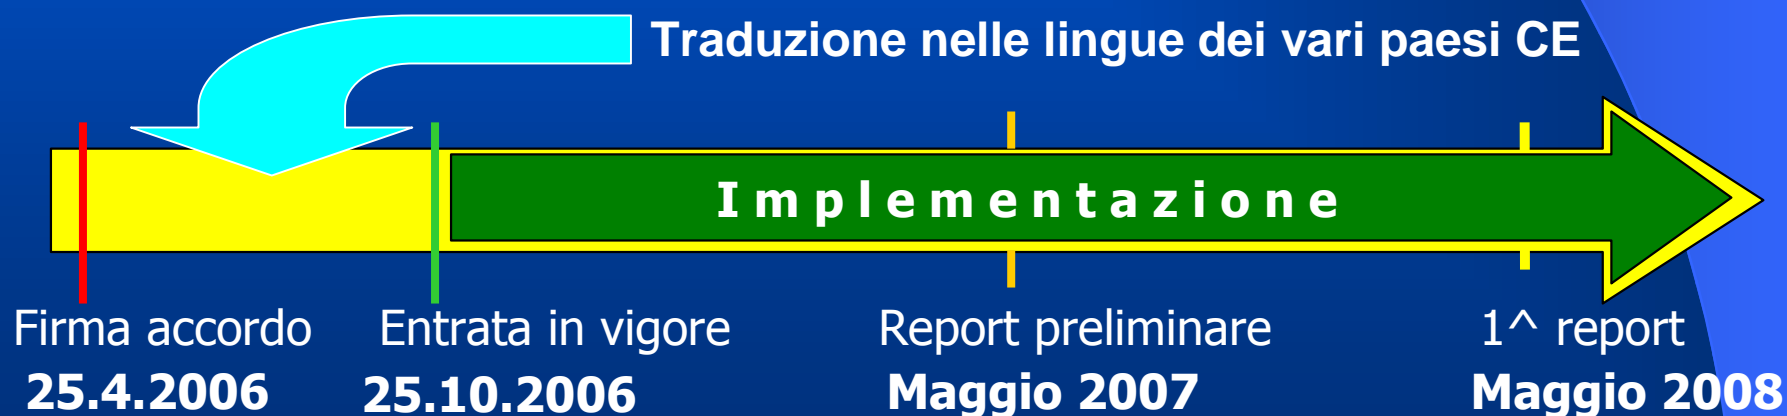 Traduzione nelle lingue dei vari paesi CE
Implementazione
Firma accordo
25.4.2006
Entrata in vigore
25.10.2006
Report preliminare
Maggio 2007
1^ report
Maggio 2008